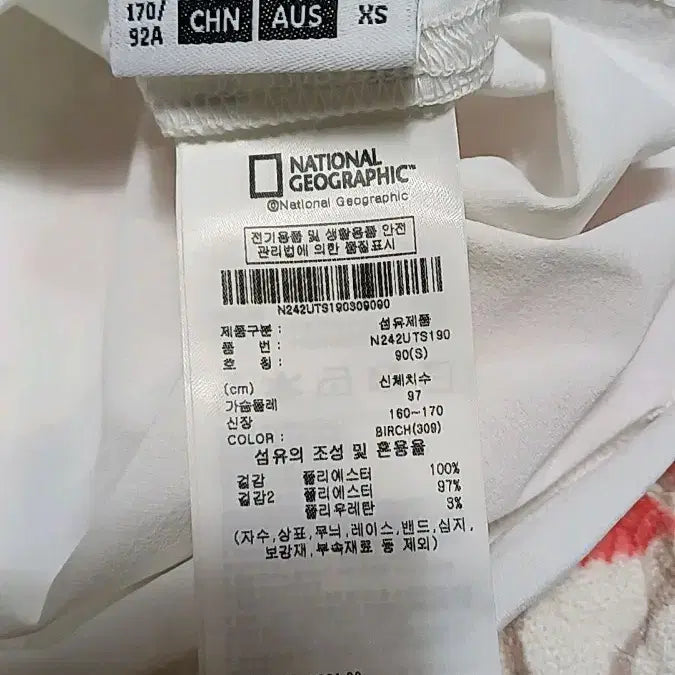 170/
92A
CHN
AUS
XS
NATIONAL
GEOGRAPHIC™
©National Geographic
전기용품 및 생활용품 안전
관리법에 의한 품질표시
N242UTS190309090
제품구분 : 섬유제품
품 번 : N242UTS190
호 칭 : 90(S)
(cm) 신체치수
가슴둘레 97
신장 160~170
COLOR : BIRCH(309)
섬유의 조성 및 혼용율
겉감 폴리에스터 100%
겉감2 폴리에스터 97%
폴리우레탄 3%
(자수,상표,무늬,레이스,밴드,심지,
보강재,부속재료 등 제외)